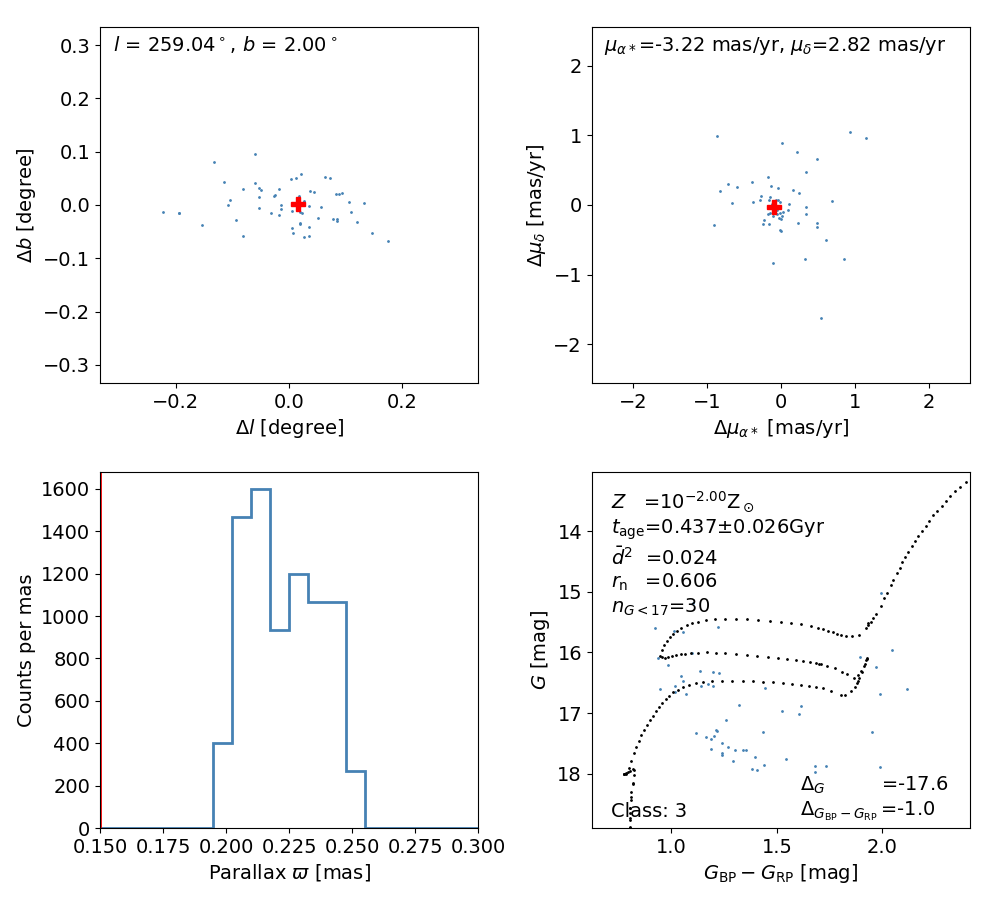 l = 259.04°, b = 2.00°
0.3
0.2
0.1
0.0
−0.1
−0.2
−0.3
Δb [degree]
−0.2 0.0 0.2
Δl [degree]
μα∗=-3.22 mas/yr, μδ=2.82 mas/yr
2
1
0
−1
−2
Δμδ [mas/yr]
−2 −1 0 1 2
Δμα∗ [mas/yr]
1600
1400
1200
1000
800
600
400
200
0
Counts per mas
0.150 0.175 0.200 0.225 0.250 0.275 0.300
Parallax ϖ [mas]
Z =10^−2.00Z⊙
tage=0.437±0.026Gyr
d̄² =0.024
rn =0.606
nG<17=30
14
15
16
17
18
G [mag]
ΔG =-17.6
Class: 3 ΔGBP−GRP=-1.0
1.0 1.5 2.0
GBP − GRP [mag]